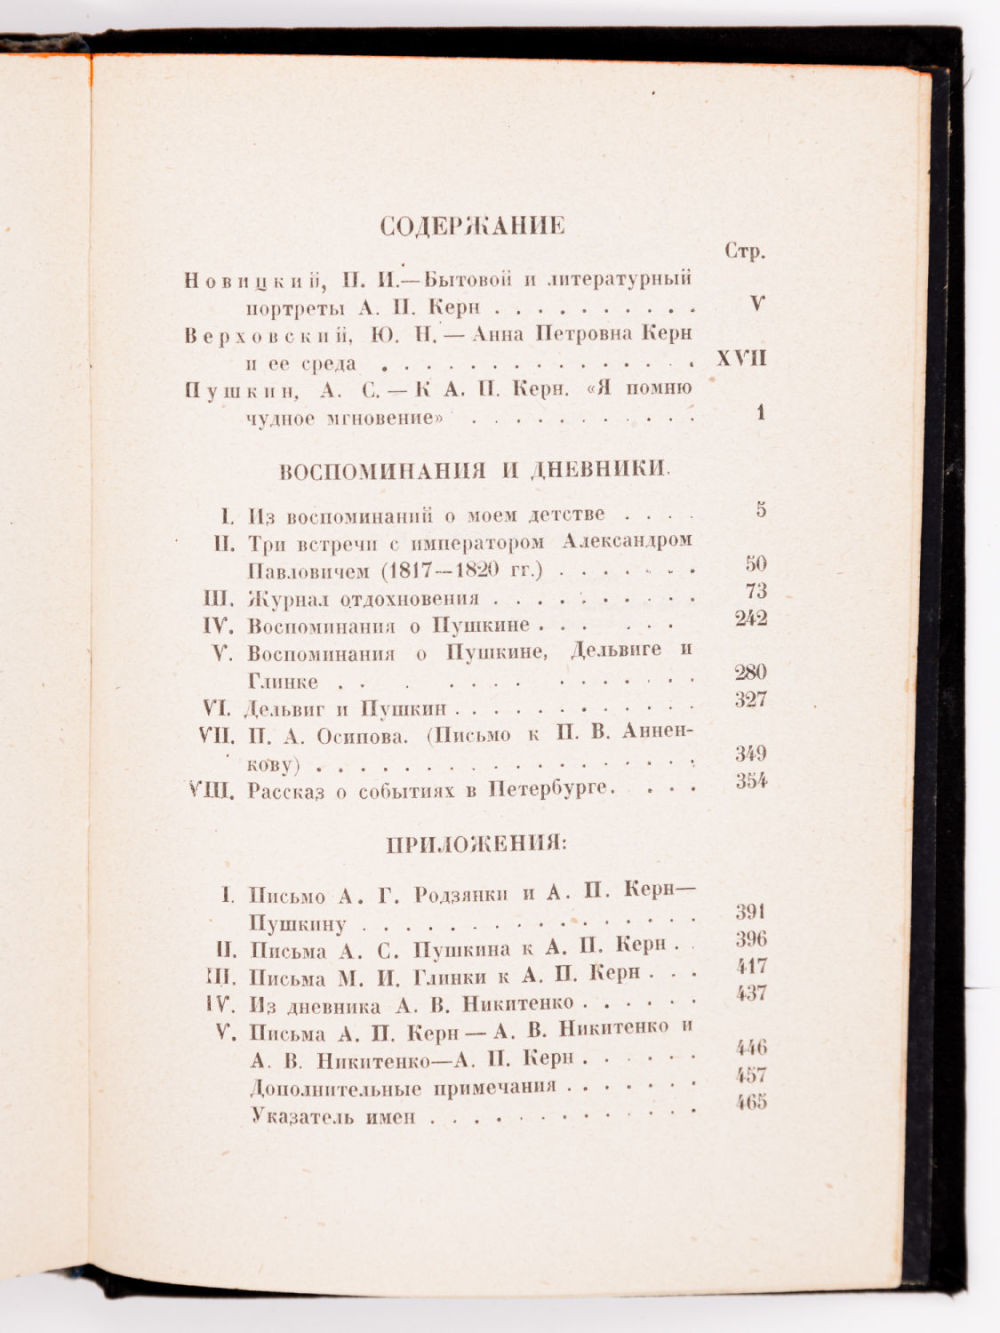 СОДЕРЖАНИЕ
Стр.
Новицкий, П. И.—Бытовой и литературный
портреты А. П. Керн . . . . . . . . . . V
Верховский, Ю. Н. — Анна Петровна Керн
и ее среда . . . . . . . . . . . . . . XVII
Пушкин, А. С. — К А. П. Керн. «Я помню
чудное мгновение» . . . . . . . . . . 1
ВОСПОМИНАНИЯ И ДНЕВНИКИ.
I. Из воспоминаний о моем детстве . . . . 5
II. Три встречи с императором Александром
Павловичем (1817—1820 гг.) . . . . . . . 50
III. Журнал отдохновения . . . . . . . . . . 73
IV. Воспоминания о Пушкине . . . . . . 242
V. Воспоминания о Пушкине, Дельвиге и
Глинке . . . . . . . . . . . . . . 280
VI. Дельвиг и Пушкин . . . . . . . . . . . . 327
VII. П. А. Осипова. (Письмо к П. В. Аннен-
кову) . . . . . . . . . . . . . . . . . 349
VIII. Рассказ о событиях в Петербурге. . . . 354
ПРИЛОЖЕНИЯ:
I. Письмо А. Г. Родзянки и А. П. Керн—
Пушкину . . . . . . . . . . . . . . . 391
II. Письма А. С. Пушкина к А. П. Керн . . 396
III. Письма М. И. Глинки к А. П. Керн . . . 417
IV. Из дневника А. В. Никитенко . . . . . . 437
V. Письма А. П. Керн — А. В. Никитенко и
А. В. Никитенко—А. П. Керн . . . . . . 446
Дополнительные примечания . . . . . . . 457
Указатель имен . . . . . . . . . . . . 465